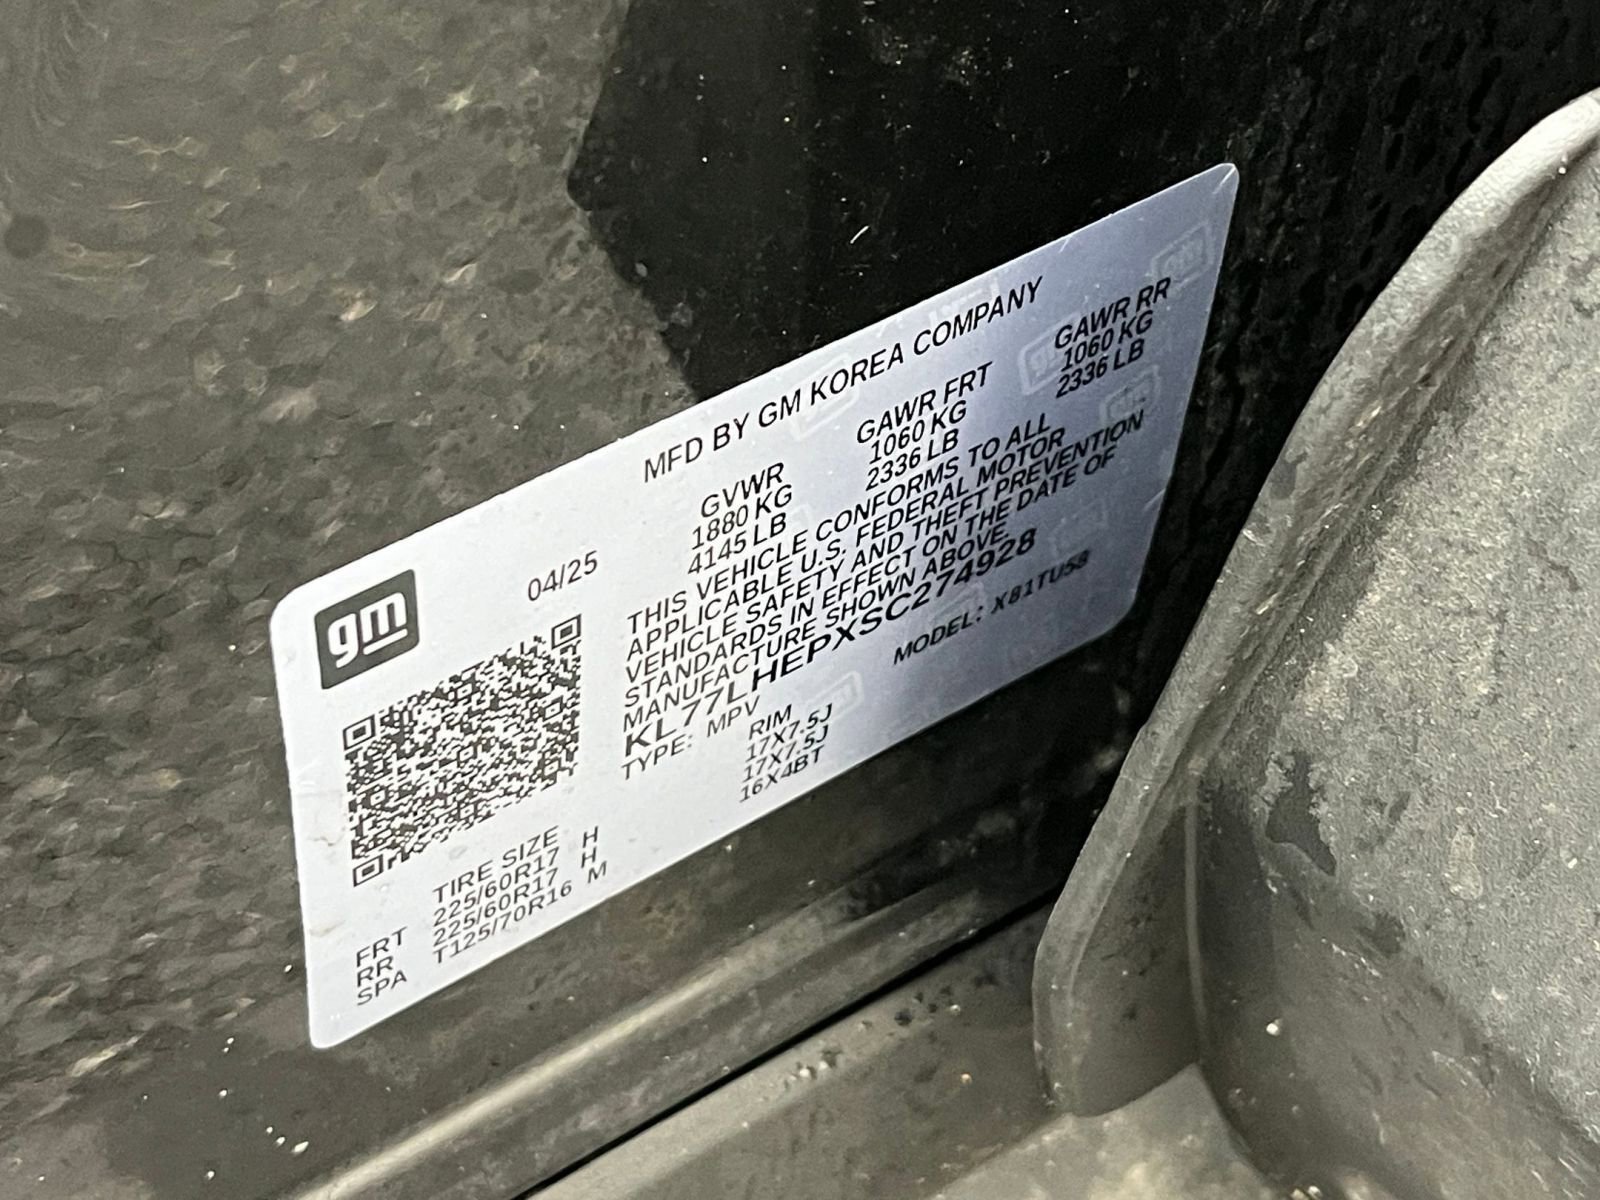 MFD BY GM KOREA COMPANY
gm
04/25
GVWR GAWR FRT GAWR RR
1880 KG 1060 KG 1060 KG
4145 LB 2336 LB 2336 LB
THIS VEHICLE CONFORMS TO ALL
APPLICABLE U.S. FEDERAL MOTOR
VEHICLE SAFETY AND THEFT PREVENTION
STANDARDS IN EFFECT ON THE DATE OF
MANUFACTURE SHOWN ABOVE.
KL77LHEPXSC274928
TYPE: MPV MODEL: X81TU58
TIRE SIZE RIM
FRT 225/60R17 H 17X7.5J
RR 225/60R17 H 17X7.5J
SPA T125/70R16 M 16X4BT